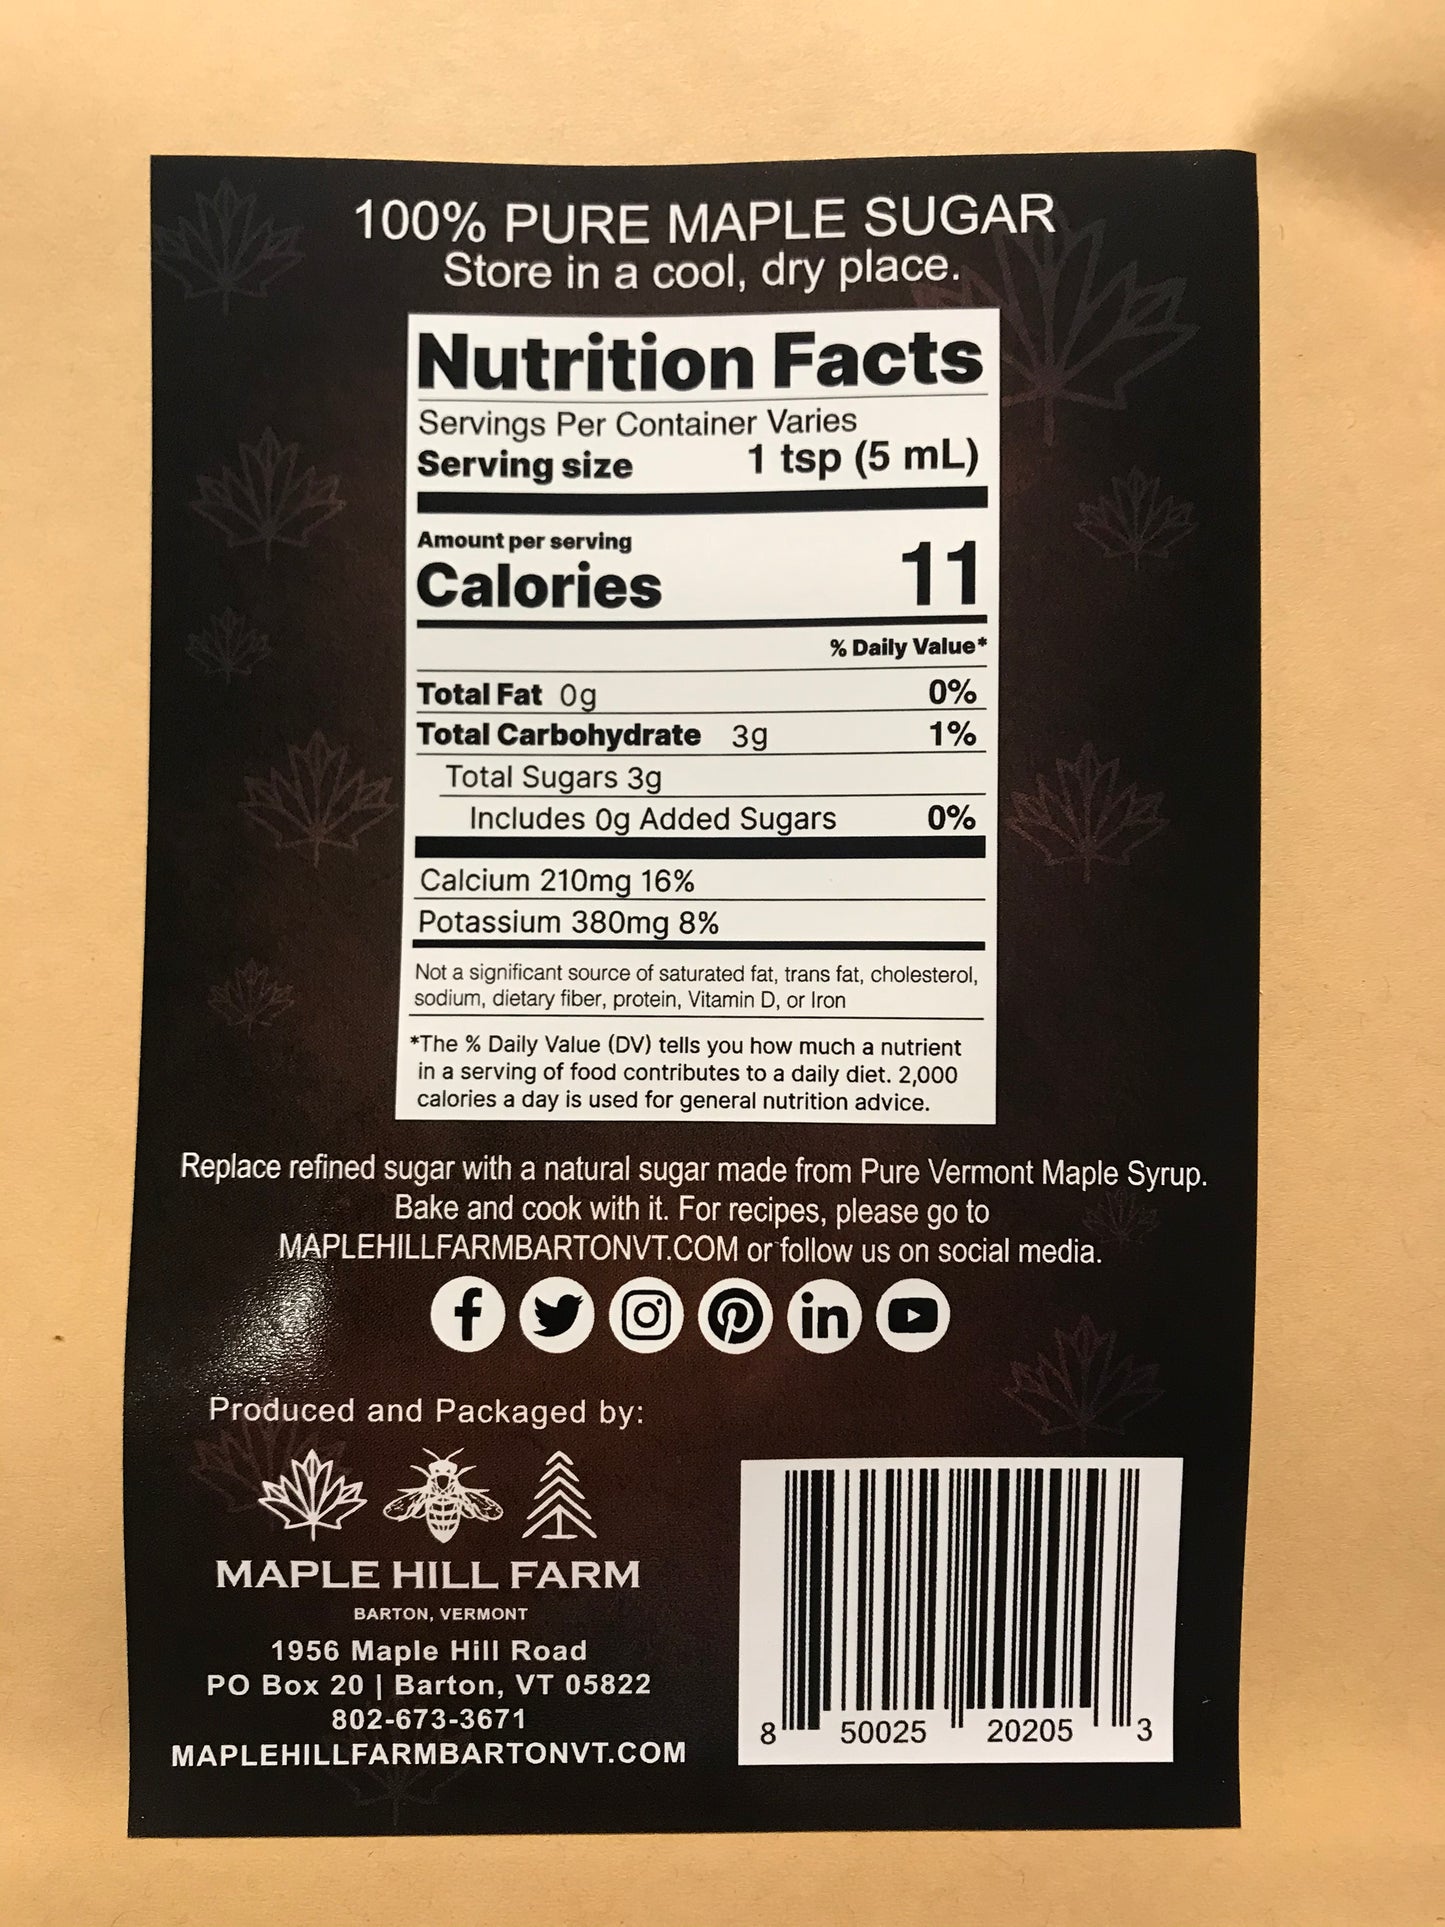 100% PURE MAPLE SUGAR
Store in a cool, dry place.
Nutrition Facts
Servings Per Container Varies
Serving size 1 tsp (5 mL)
Amount per serving
Calories 11
% Daily Value*
Total Fat 0g 0%
Total Carbohydrate 3g 1%
Total Sugars 3g
Includes 0g Added Sugars 0%
Calcium 210mg 16%
Potassium 380mg 8%
Not a significant source of saturated fat, trans fat, cholesterol,
sodium, dietary fiber, protein, Vitamin D, or Iron
*The % Daily Value (DV) tells you how much a nutrient
in a serving of food contributes to a daily diet. 2,000
calories a day is used for general nutrition advice.
Replace refined sugar with a natural sugar made from Pure Vermont Maple Syrup.
Bake and cook with it. For recipes, please go to
MAPLEHILLFARMBARTONVT.COM or follow us on social media.
f in
Produced and Packaged by:
MAPLE HILL FARM
BARTON, VERMONT
1956 Maple Hill Road
PO Box 20 | Barton, VT 05822
802-673-3671
MAPLEHILLFARMBARTONVT.COM
8 50025 20205 3